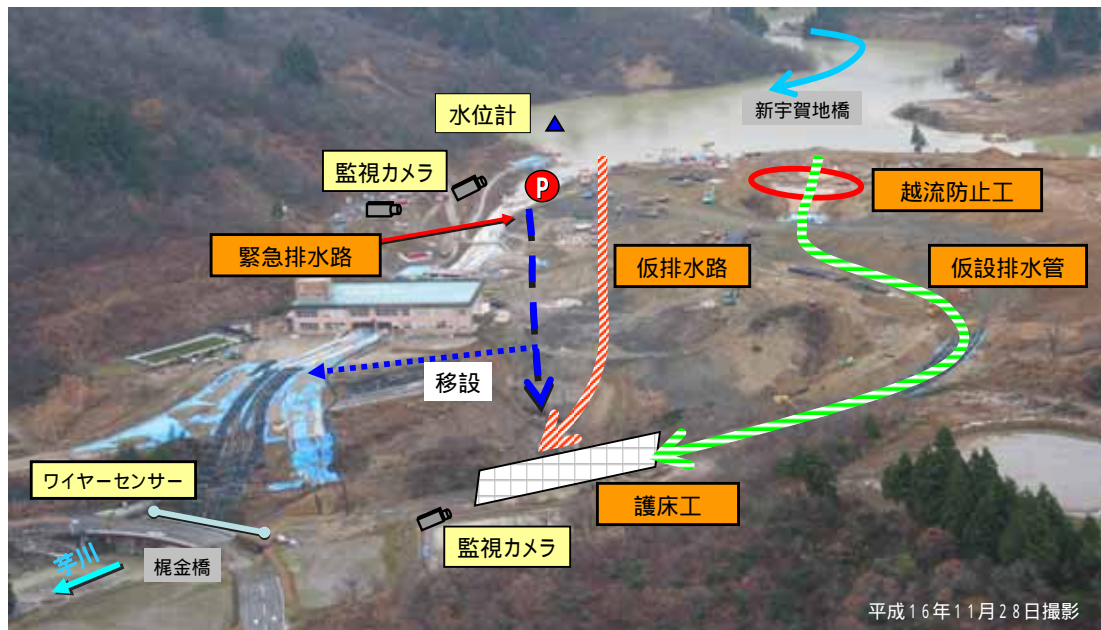 新宇賀地橋
水位計
監視カメラ
P
越流防止工
緊急排水路
仮排水路
仮設排水管
移設
ワイヤーセンサー
護床工
監視カメラ
芋川
梶金橋
平成16年11月28日撮影